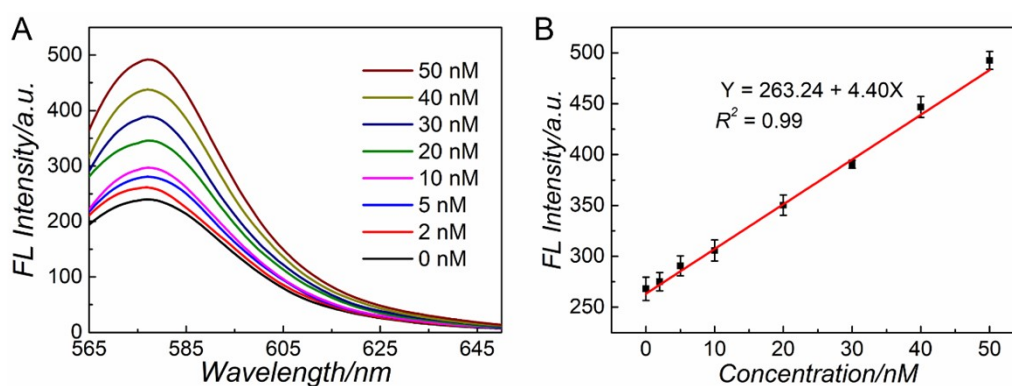 A
FL Intensity/a.u.
500
400
300
200
100
0
50 nM
40 nM
30 nM
20 nM
10 nM
5 nM
2 nM
0 nM
565
585
605
625
645
Wavelength/nm
B
FL Intensity/a.u.
500
450
400
350
300
250
Y = 263.24 + 4.40X
R² = 0.99
0
10
20
30
40
50
Concentration/nM